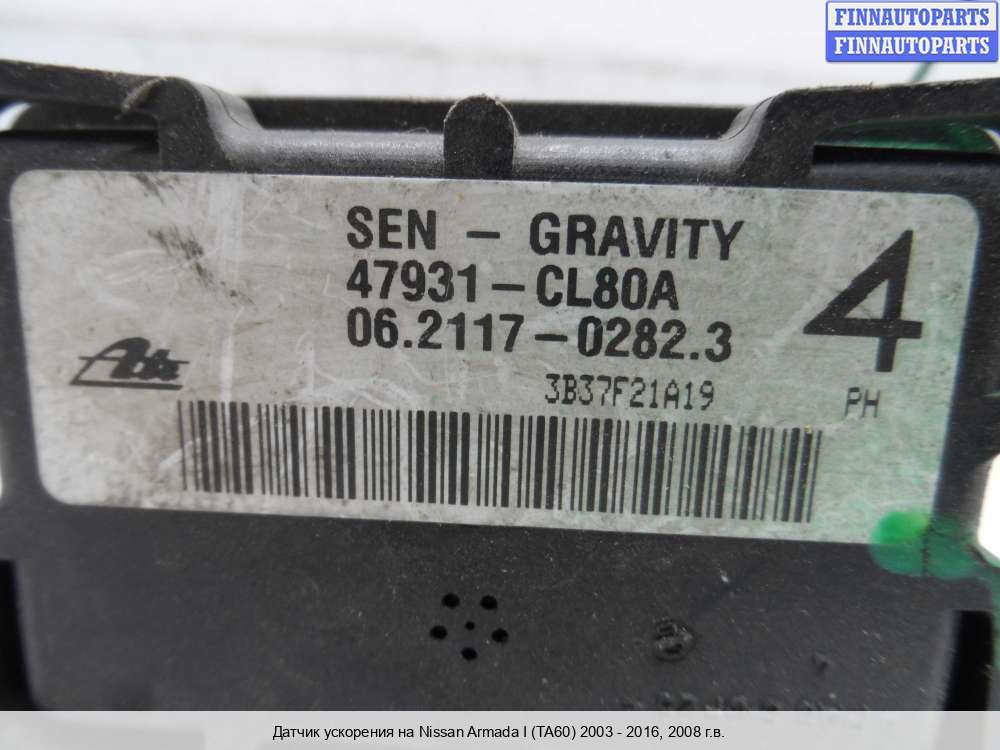 FINNAUTOPARTS
FINNAUTOPARTS
SEN - GRAVITY
47931-CL80A
06.2117-0282.3
4
Ate
3B37F21A19
PH
Датчик ускорения на Nissan Armada I (TA60) 2003 - 2016, 2008 г.в.